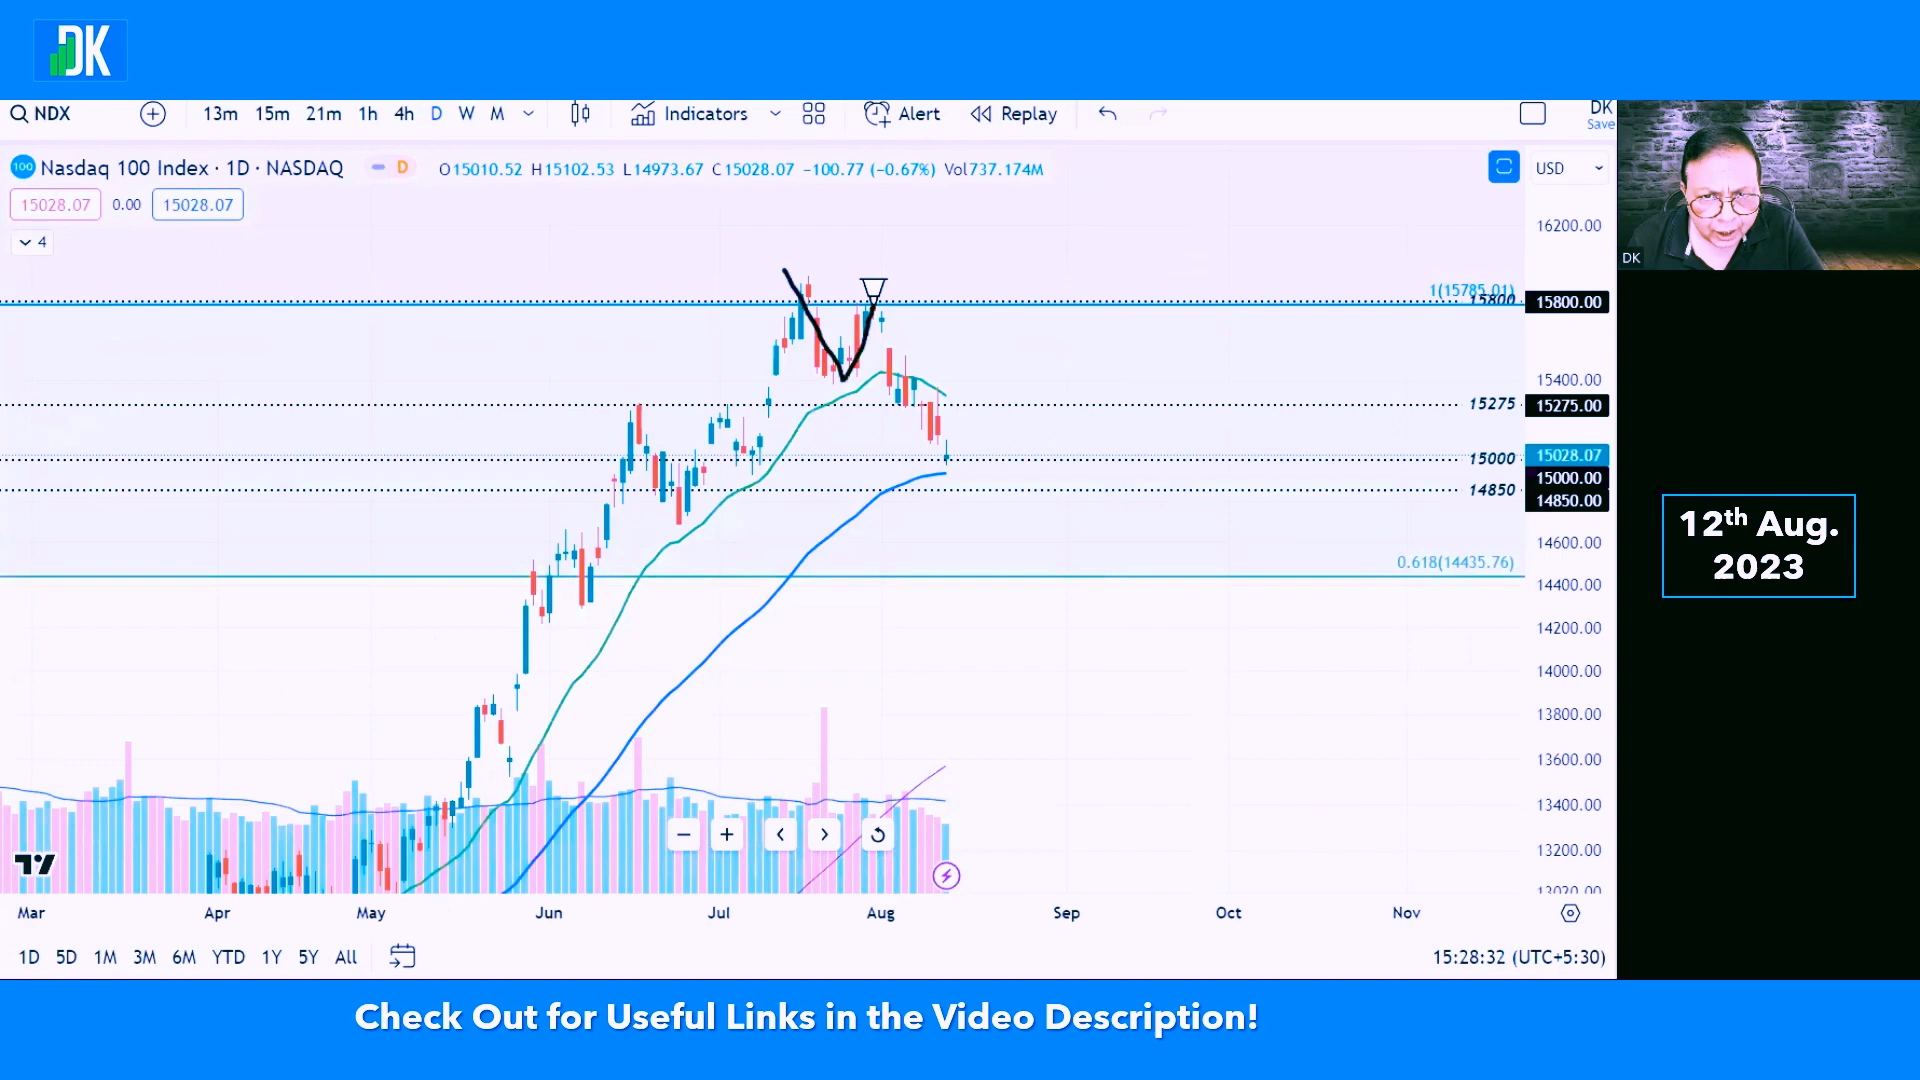 DK
NDX 13m 15m 21m 1h 4h D W M Indicators Alert Replay DK
Save
100 Nasdaq 100 Index · 1D · NASDAQ D O15010.52 H15102.53 L14973.67 C15028.07 −100.77 (−0.67%) Vol737.174M USD
15028.07 0.00 15028.07
4
16200.00
DK
1(15785.01)
15800 15800.00
15400.00
15275 15275.00
15028.07
15000 15000.00
14850 14850.00
12th Aug.
2023
14600.00
0.618(14435.76)
14400.00
14200.00
14000.00
13800.00
13600.00
13400.00
13200.00
13020.00
Mar Apr May Jun Jul Aug Sep Oct Nov
1D 5D 1M 3M 6M YTD 1Y 5Y All 15:28:32 (UTC+5:30)
Check Out for Useful Links in the Video Description!